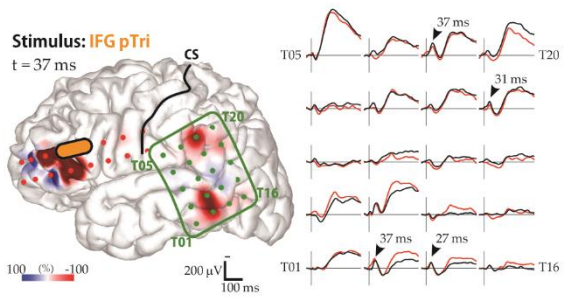 Stimulus: IFG pTri
t = 37 ms
CS
T20
T05
T16
T01
100 (%) -100
200 µV
100 ms
37 ms
T05
T20
31 ms
37 ms
27 ms
T01
T16